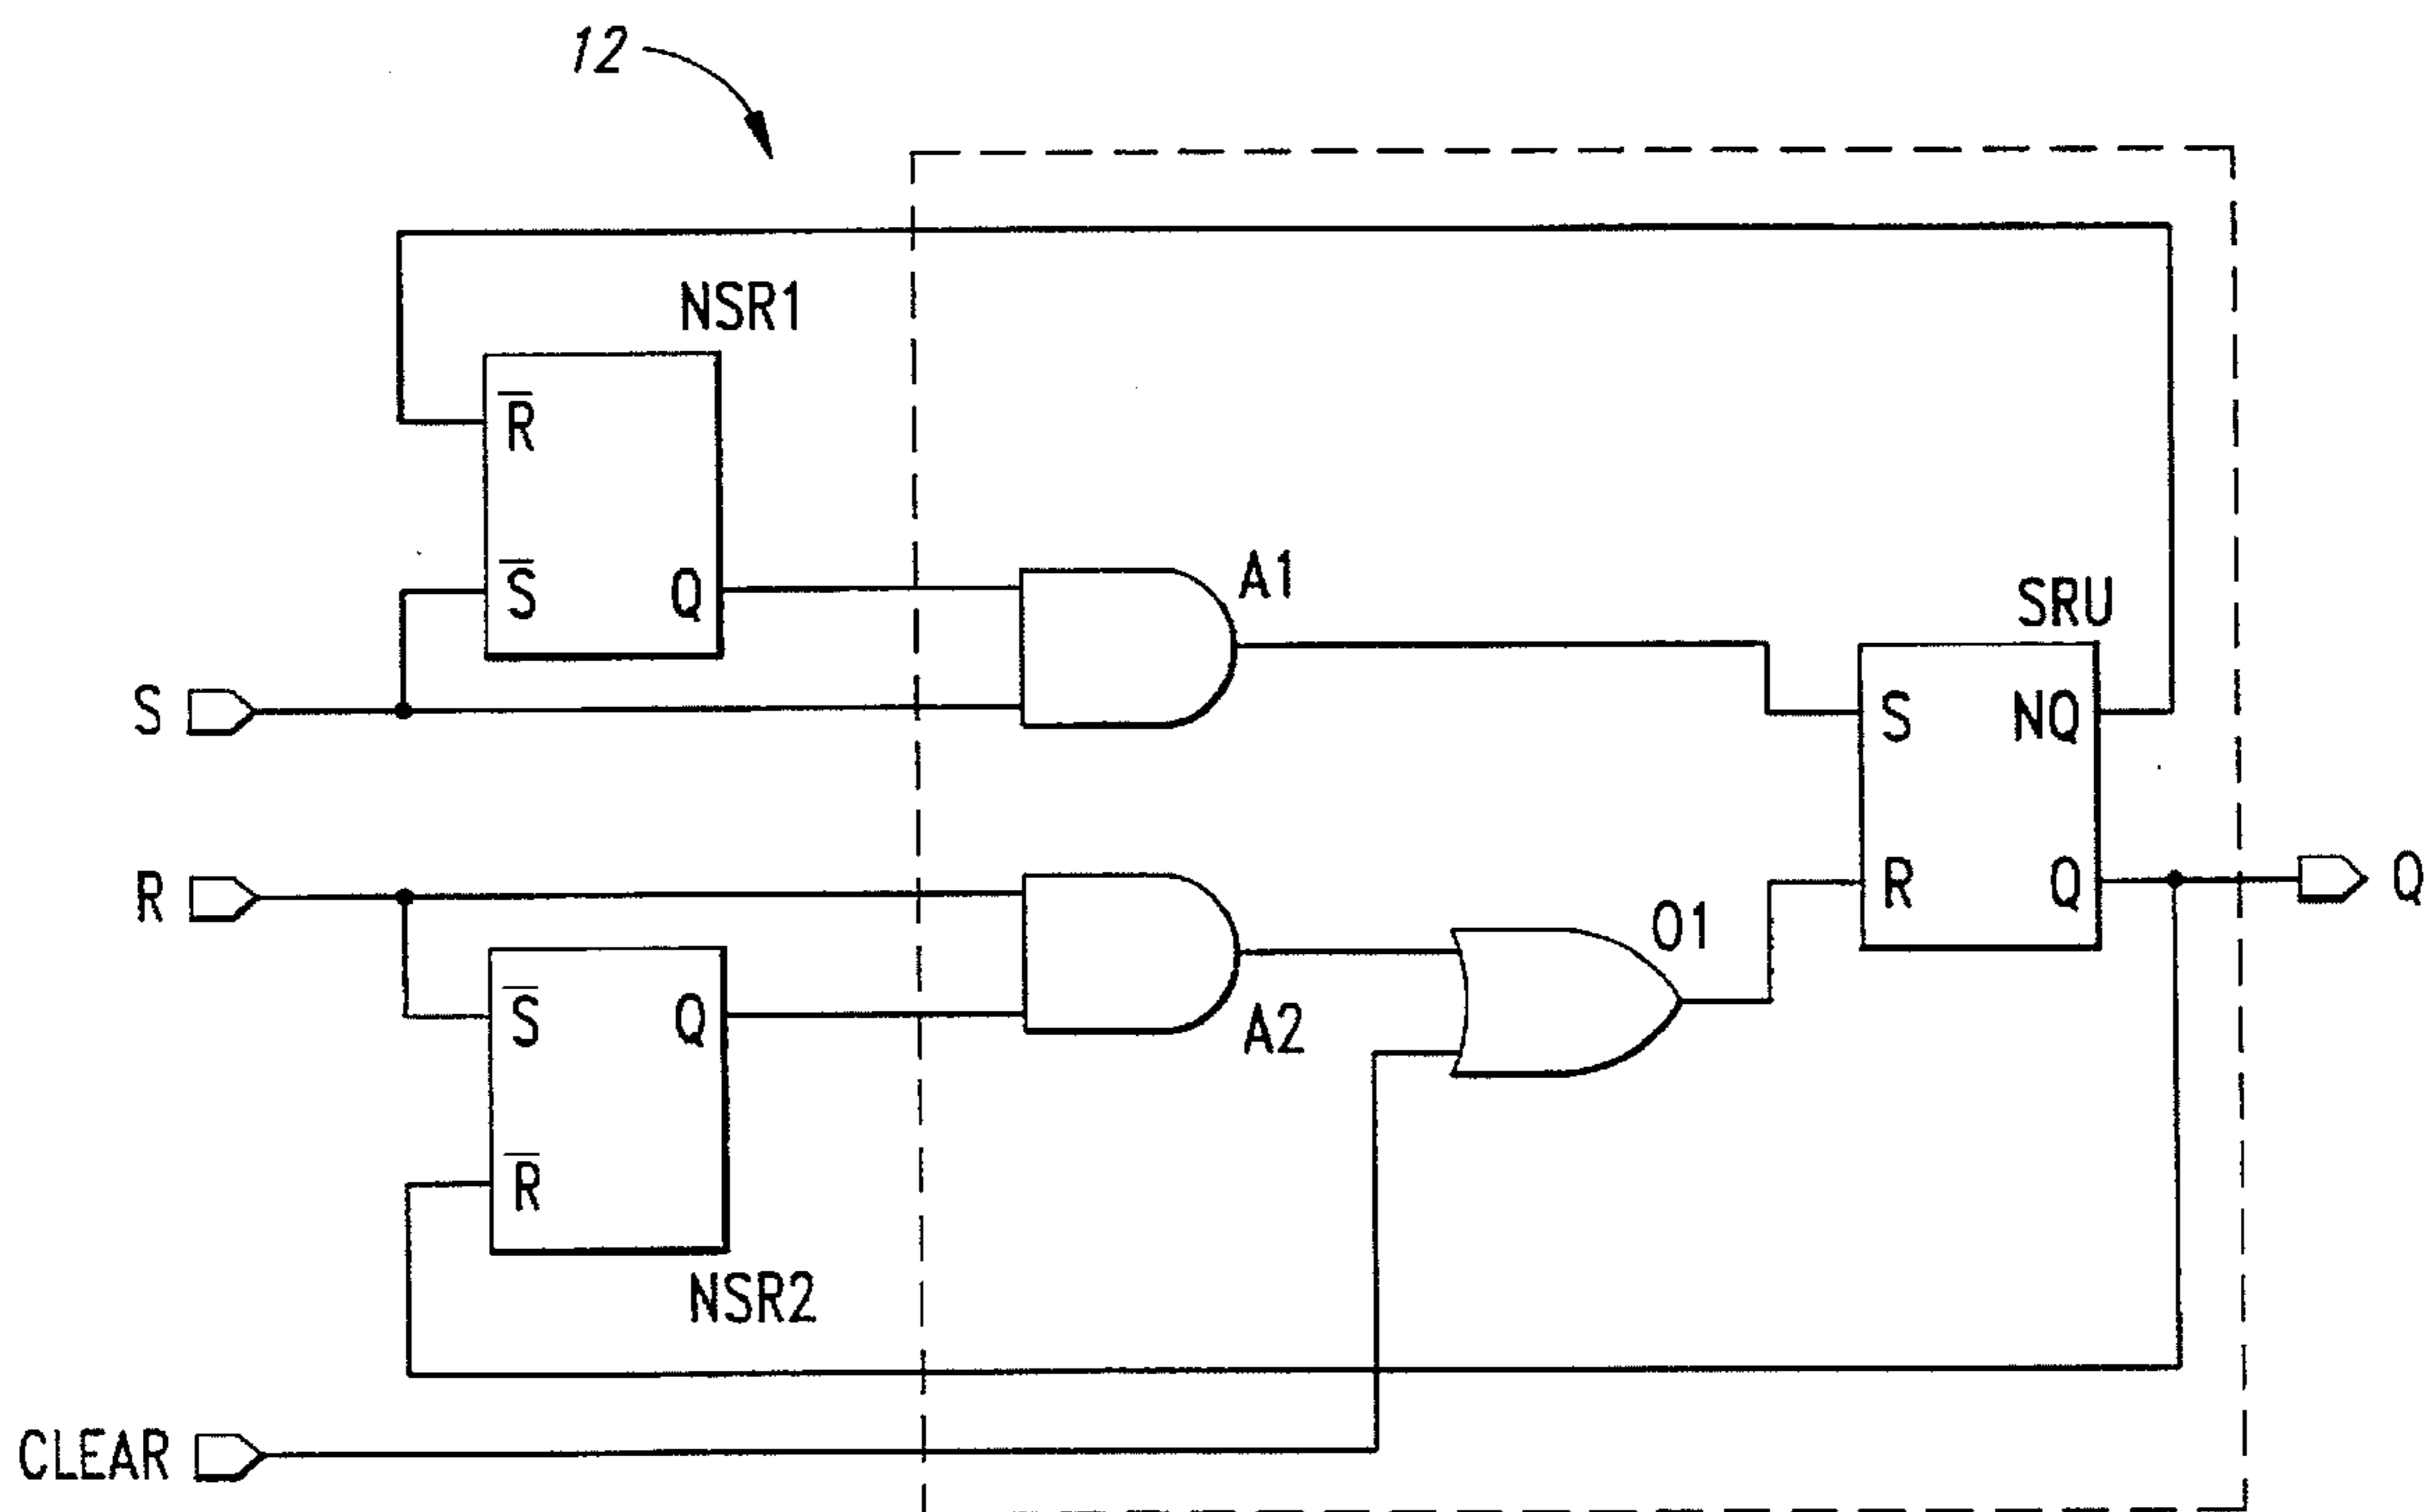 12
NSR1
R̅
S̅ Q
A1
SRU
S
S NQ
R
R Q
Q
O1
S̅ Q
A2
R̅
NSR2
CLEAR